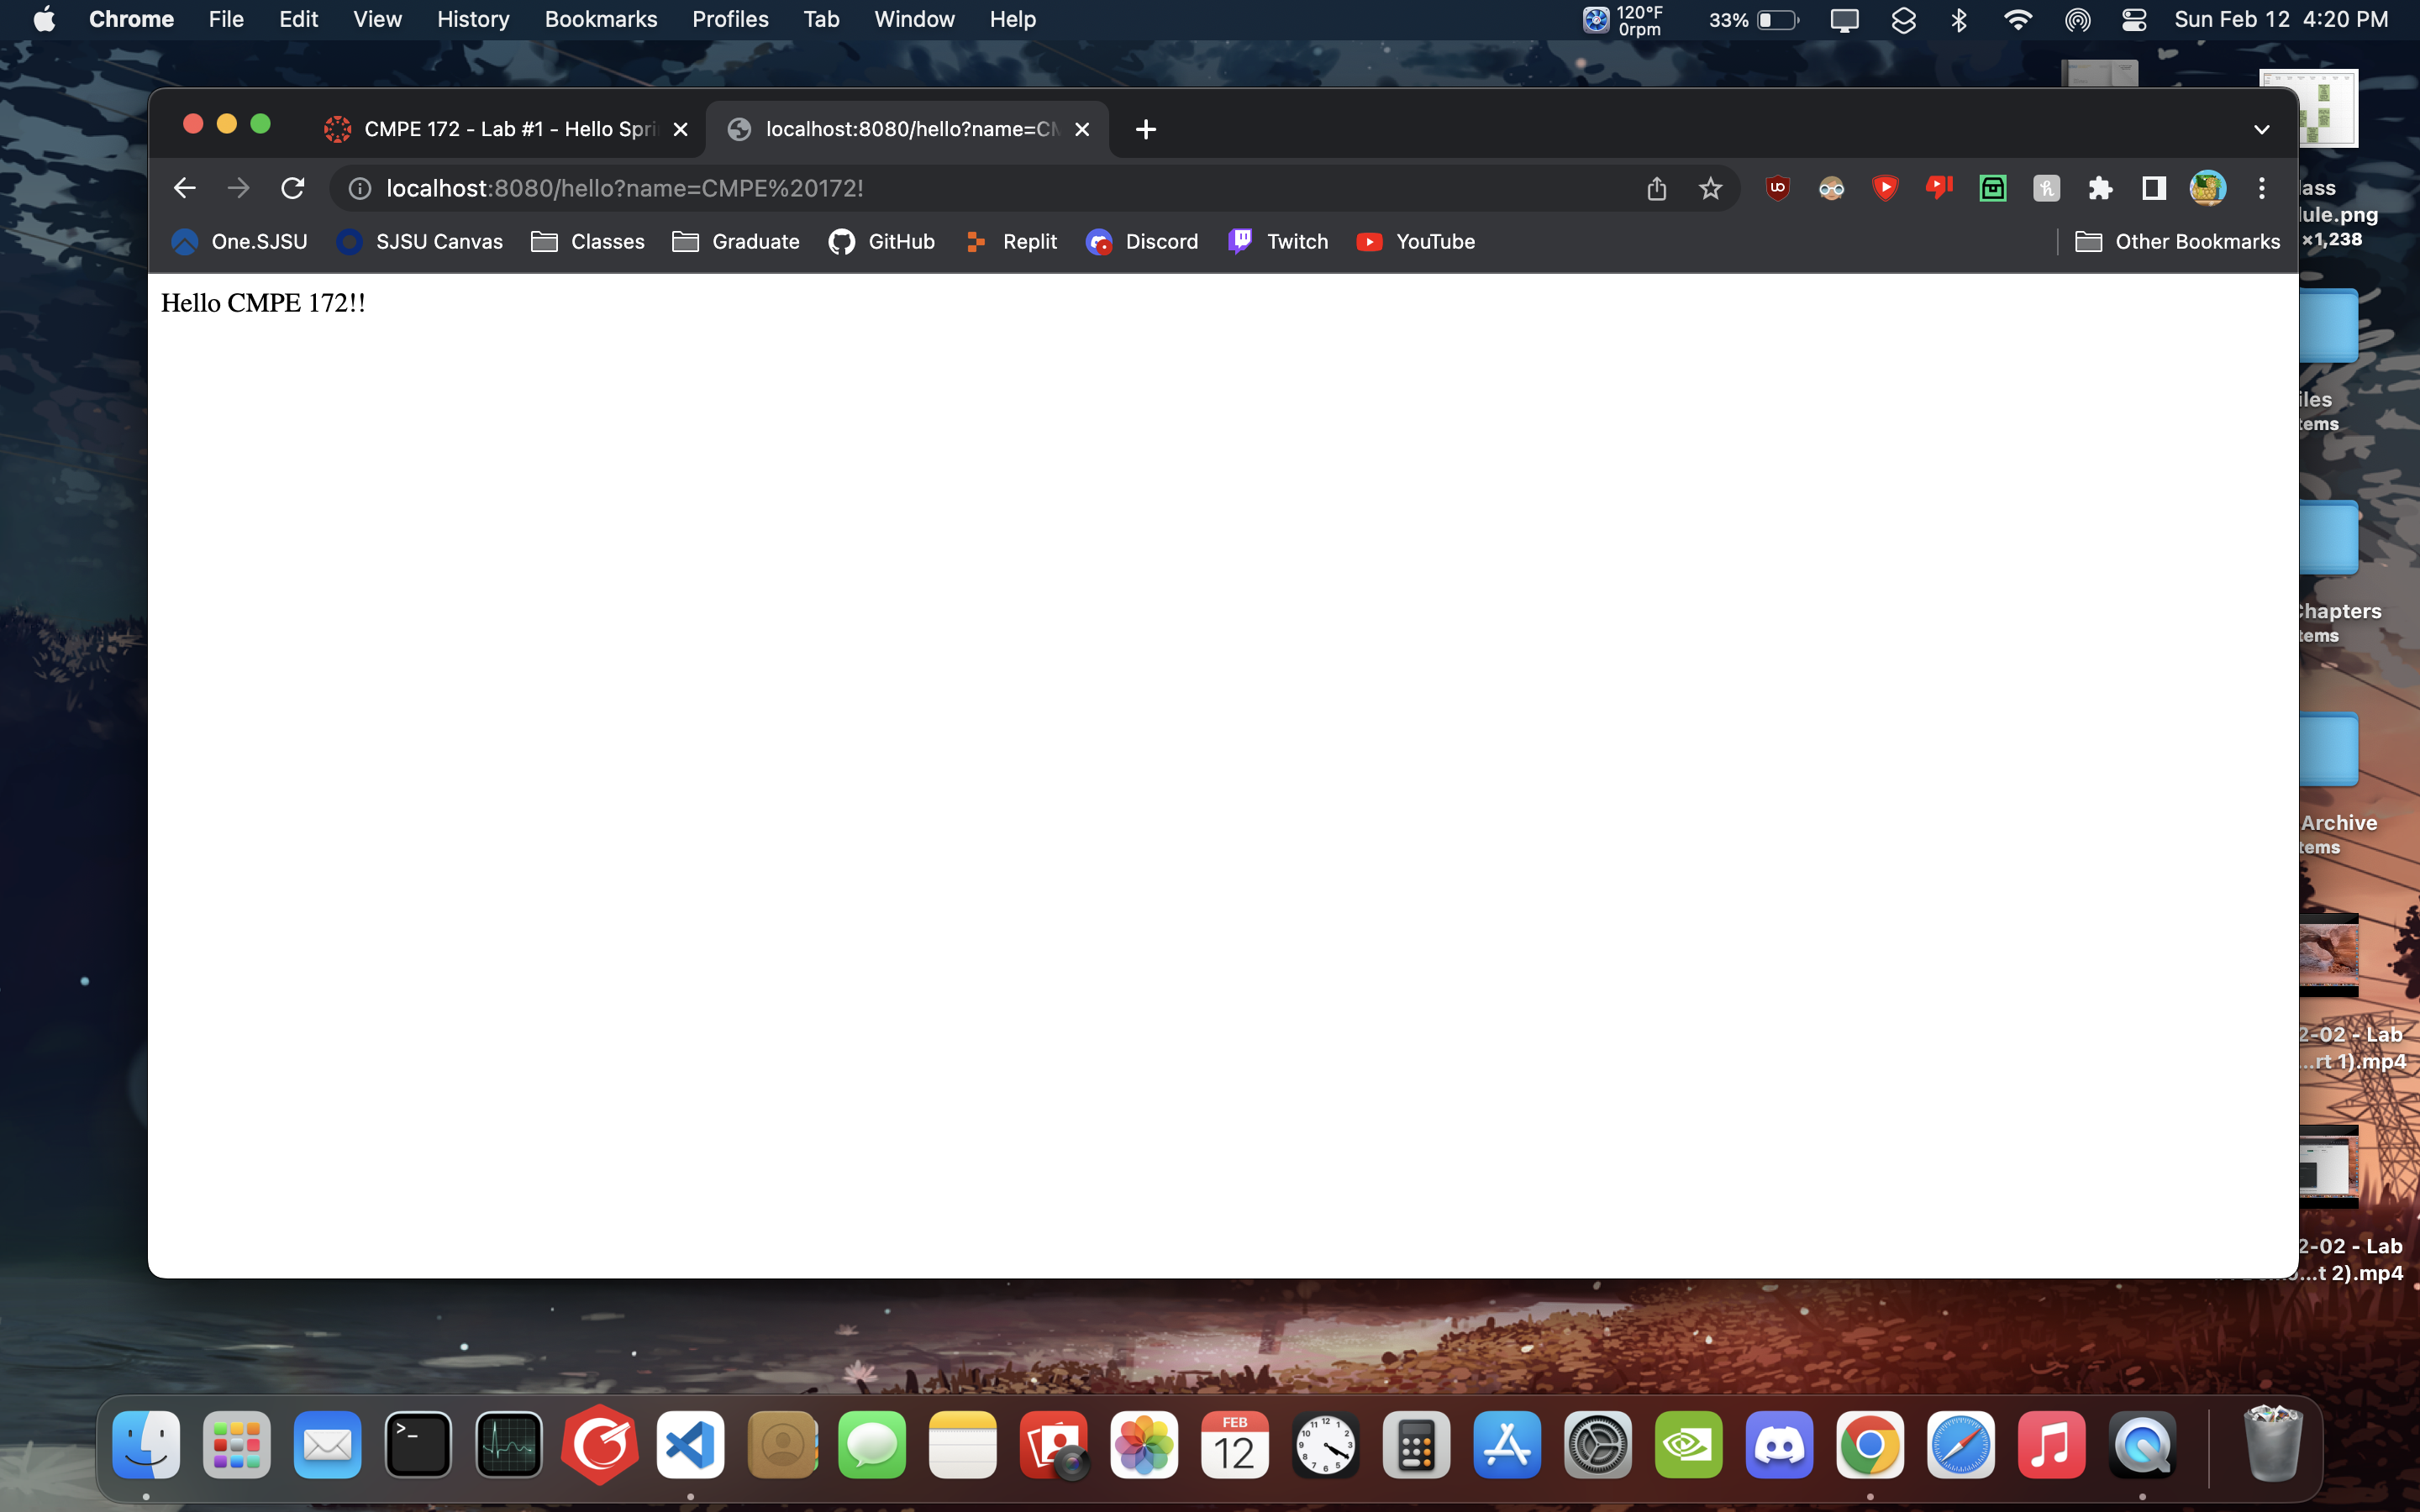 Chrome File Edit View History Bookmarks Profiles Tab Window Help 120°F 0rpm 33% Sun Feb 12 4:20 PM
CMPE 172 - Lab #1 - Hello Spri localhost:8080/hello?name=CM
localhost:8080/hello?name=CMPE%20172!
One.SJSU SJSU Canvas Classes Graduate GitHub Replit Discord Twitch YouTube Other Bookmarks
Hello CMPE 172!!
lass
lule.png
×1,238
iles
tems
Chapters
tems
Archive
tems
2-02 - Lab
...rt 1).mp4
2-02 - Lab
...t 2).mp4
FEB
12